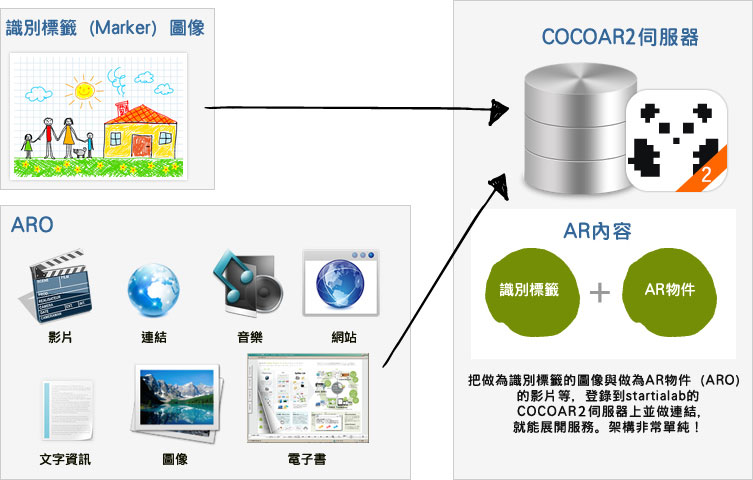 識別標籤 (Marker) 圖像
ARO
影片
連結
音樂
網站
文字資訊
圖像
電子書
COCOAR2伺服器
2
AR內容
識別標籤
+
AR物件
把做為識別標籤的圖像與做為AR物件 (ARO)
的影片等，登錄到startialab的
COCOAR2伺服器上並做連結，
就能展開服務。架構非常單純！